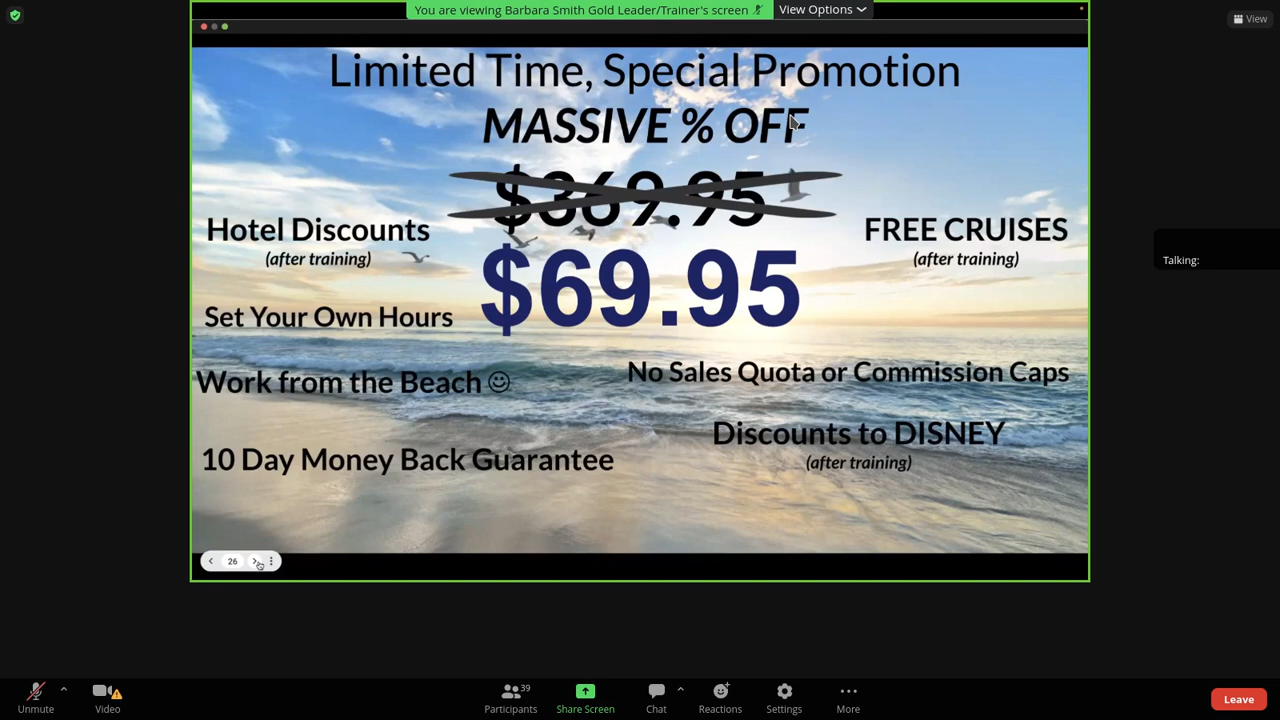 You are viewing Barbara Smith Gold Leader/Trainer's screen
View Options
View
Limited Time, Special Promotion
MASSIVE % OFF
$369.95
$69.95
Hotel Discounts
(after training)
FREE CRUISES
(after training)
Set Your Own Hours
Work from the Beach ☺
No Sales Quota or Commission Caps
Discounts to DISNEY
(after training)
10 Day Money Back Guarantee
26
Talking:
Unmute
Video
Participants 39
Share Screen
Chat
Reactions
Settings
More
Leave